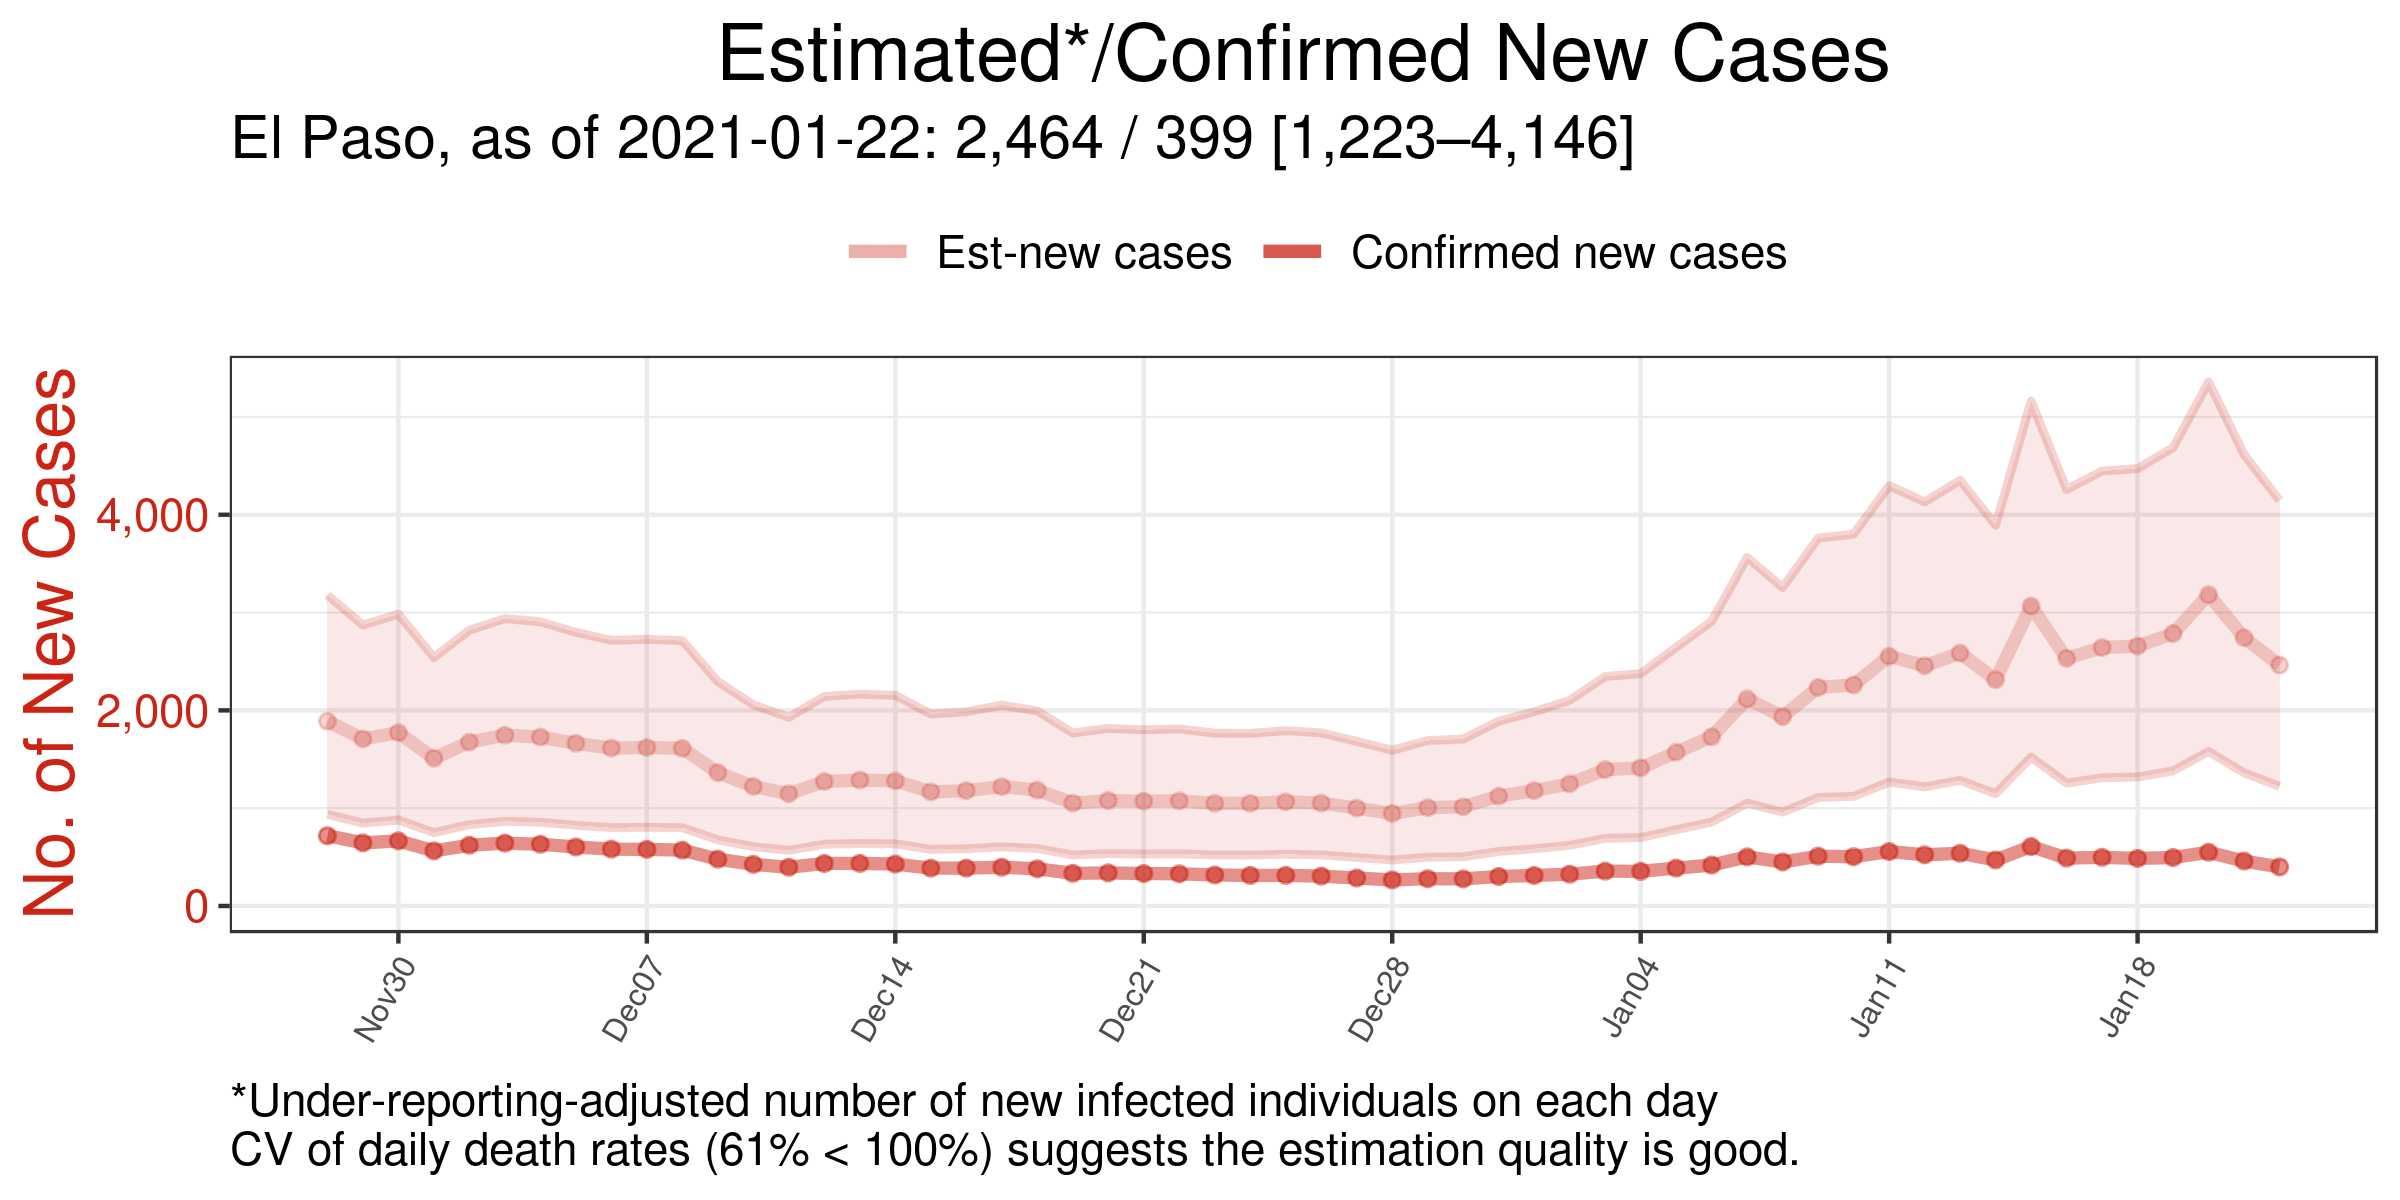 Estimated*/Confirmed New Cases
El Paso, as of 2021-01-22: 2,464 / 399 [1,223–4,146]
Est-new cases
Confirmed new cases
No. of New Cases
4,000
2,000
0
Nov30
Dec07
Dec14
Dec21
Dec28
Jan04
Jan11
Jan18
*Under-reporting-adjusted number of new infected individuals on each day
CV of daily death rates (61% < 100%) suggests the estimation quality is good.